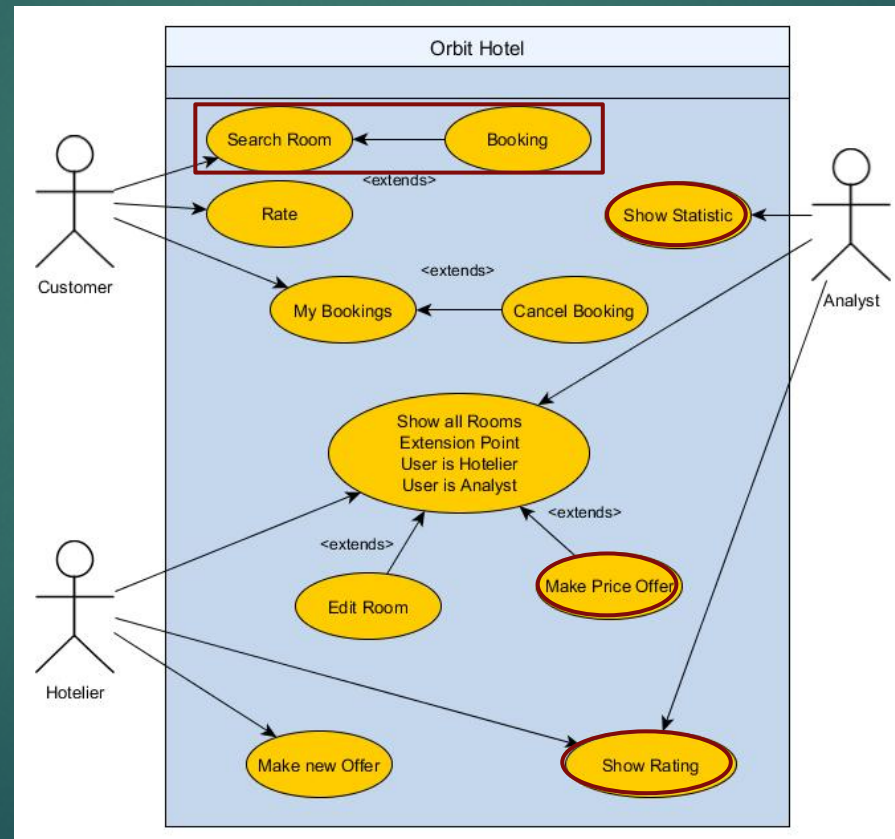 Orbit Hotel
Search Room
Booking
<extends>
Rate
Show Statistic
Customer
Analyst
<extends>
My Bookings
Cancel Booking
Show all Rooms
Extension Point
User is Hotelier
User is Analyst
<extends>
<extends>
Edit Room
Make Price Offer
Hotelier
Make new Offer
Show Rating